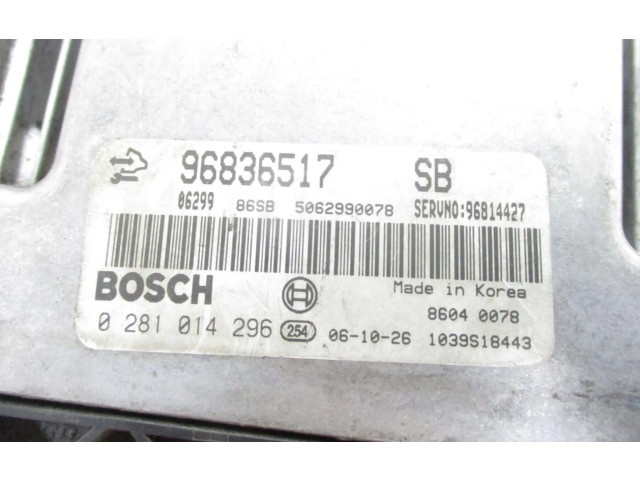 96836517 SB
06299 86SB 5062990078 SERVNO:96814427
BOSCH
Made in Korea
8604 0078
0 281 014 296 254 06-10-26 1039S18443